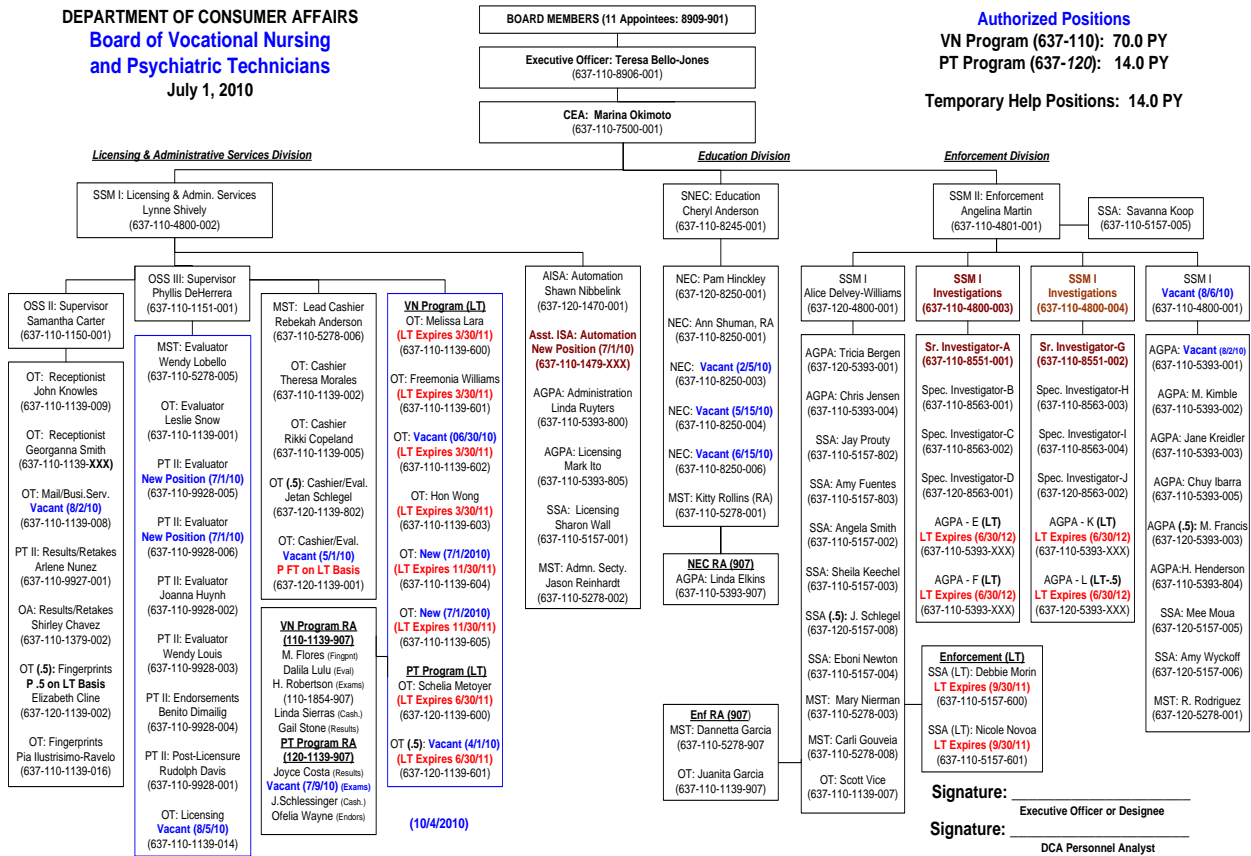 DEPARTMENT OF CONSUMER AFFAIRS
Board of Vocational Nursing
and Psychiatric Technicians
July 1, 2010
BOARD MEMBERS (11 Appointees: 8909-901)
Executive Officer: Teresa Bello-Jones
(637-110-8906-001)
CEA: Marina Okimoto
(637-110-7500-001)
Authorized Positions
VN Program (637-110): 70.0 PY
PT Program (637-120): 14.0 PY
Temporary Help Positions: 14.0 PY
Licensing & Administrative Services Division
Education Division
Enforcement Division
SSM I: Licensing & Admin. Services
Lynne Shively
(637-110-4800-002)
SNEC: Education
Cheryl Anderson
(637-110-8245-001)
SSM II: Enforcement
Angelina Martin
(637-110-4801-001)
SSA: Savanna Koop
(637-110-5157-005)
OSS II: Supervisor
Samantha Carter
(637-110-1150-001)
OT: Receptionist
John Knowles
(637-110-1139-009)
OT: Receptionist
Georganna Smith
(637-110-1139-XXX)
OT: Mail/Busi.Serv.
Vacant (8/2/10)
(637-110-1139-008)
PT II: Results/Retakes
Arlene Nunez
(637-110-9927-001)
OA: Results/Retakes
Shirley Chavez
(637-110-1379-002)
OT (.5): Fingerprints
P .5 on LT Basis
Elizabeth Cline
(637-120-1139-002)
OT: Fingerprints
Pia Ilustrisimo-Ravelo
(637-110-1139-016)
OSS III: Supervisor
Phyllis DeHerrera
(637-110-1151-001)
MST: Evaluator
Wendy Lobello
(637-110-5278-005)
OT: Evaluator
Leslie Snow
(637-110-1139-001)
PT II: Evaluator
New Position (7/1/10)
(637-110-9928-005)
PT II: Evaluator
New Position (7/1/10)
(637-110-9928-006)
PT II: Evaluator
Joanna Huynh
(637-110-9928-002)
PT II: Evaluator
Wendy Louis
(637-110-9928-003)
PT II: Endorsements
Benito Dimailig
(637-110-9928-004)
PT II: Post-Licensure
Rudolph Davis
(637-110-9928-001)
OT: Licensing
Vacant (8/5/10)
(637-110-1139-014)
MST: Lead Cashier
Rebekah Anderson
(637-110-5278-006)
OT: Cashier
Theresa Morales
(637-110-1139-002)
OT: Cashier
Rikki Copeland
(637-110-1139-005)
OT (.5): Cashier/Eval.
Jetan Schlegel
(637-120-1139-802)
OT: Cashier/Eval.
Vacant (5/1/10)
P FT on LT Basis
(637-120-1139-001)
VN Program RA
(110-1139-907)
M. Flores (Fingpnt)
Dalila Lulu (Eval)
H. Robertson (Exams)
(110-1854-907)
Linda Sierras (Cash.)
Gail Stone (Results)
PT Program RA
(120-1139-907)
Joyce Costa (Results)
Vacant (7/9/10) (Exams)
J.Schlessinger (Cash.)
Ofelia Wayne (Endors)
VN Program (LT)
OT: Melissa Lara
(LT Expires 3/30/11)
(637-110-1139-600)
OT: Freemonia Williams
(LT Expires 3/30/11)
(637-110-1139-601)
OT: Vacant (06/30/10)
(LT Expires 3/30/11)
(637-110-1139-602)
OT: Hon Wong
(LT Expires 3/30/11)
(637-110-1139-603)
OT: New (7/1/2010)
(LT Expires 11/30/11)
(637-110-1139-604)
OT: New (7/1/2010)
(LT Expires 11/30/11)
(637-110-1139-605)
PT Program (LT)
OT: Schelia Metoyer
(LT Expires 6/30/11)
(637-120-1139-600)
OT (.5): Vacant (4/1/10)
(LT Expires 6/30/11)
(637-120-1139-601)
(10/4/2010)
AISA: Automation
Shawn Nibbelink
(637-120-1470-001)
Asst. ISA: Automation
New Position (7/1/10)
(637-110-1479-XXX)
AGPA: Administration
Linda Ruyters
(637-110-5393-800)
AGPA: Licensing
Mark Ito
(637-110-5393-805)
SSA: Licensing
Sharon Wall
(637-110-5157-001)
MST: Admn. Secty.
Jason Reinhardt
(637-110-5278-002)
NEC: Pam Hinckley
(637-120-8250-001)
NEC: Ann Shuman, RA
(637-110-8250-001)
NEC: Vacant (2/5/10)
(637-110-8250-003)
NEC: Vacant (5/15/10)
(637-110-8250-004)
NEC: Vacant (6/15/10)
(637-110-8250-006)
MST: Kitty Rollins (RA)
(637-110-5278-001)
NEC RA (907)
AGPA: Linda Elkins
(637-110-5393-907)
Enf RA (907)
MST: Dannetta Garcia
(637-110-5278-907
OT: Juanita Garcia
(637-110-1139-907)
SSM I
Alice Delvey-Williams
(637-120-4800-001)
AGPA: Tricia Bergen
(637-120-5393-001)
AGPA: Chris Jensen
(637-110-5393-004)
SSA: Jay Prouty
(637-110-5157-802)
SSA: Amy Fuentes
(637-110-5157-803)
SSA: Angela Smith
(637-110-5157-002)
SSA: Sheila Keechel
(637-110-5157-003)
SSA (.5): J. Schlegel
(637-120-5157-008)
SSA: Eboni Newton
(637-110-5157-004)
MST: Mary Nierman
(637-110-5278-003)
MST: Carli Gouveia
(637-110-5278-008)
OT: Scott Vice
(637-110-1139-007)
SSM I
Investigations
(637-110-4800-003)
Sr. Investigator-A
(637-110-8551-001)
Spec. Investigator-B
(637-110-8563-001)
Spec. Investigator-C
(637-110-8563-002)
Spec. Investigator-D
(637-120-8563-001)
AGPA - E (LT)
LT Expires (6/30/12)
(637-110-5393-XXX)
AGPA - F (LT)
LT Expires (6/30/12)
(637-110-5393-XXX)
SSM I
Investigations
(637-110-4800-004)
Sr. Investigator-G
(637-110-8551-002)
Spec. Investigator-H
(637-110-8563-003)
Spec. Investigator-I
(637-110-8563-004)
Spec. Investigator-J
(637-120-8563-002)
AGPA - K (LT)
LT Expires (6/30/12)
(637-110-5393-XXX)
AGPA - L (LT-.5)
LT Expires (6/30/12)
(637-120-5393-XXX)
Enforcement (LT)
SSA (LT): Debbie Morin
LT Expires (9/30/11)
(637-110-5157-600)
SSA (LT): Nicole Novoa
LT Expires (9/30/11)
(637-110-5157-601)
SSM I
Vacant (8/6/10)
(637-110-4800-001)
AGPA: Vacant (8/2/10)
(637-110-5393-001)
AGPA: M. Kimble
(637-110-5393-002)
AGPA: Jane Kreidler
(637-110-5393-003)
AGPA: Chuy Ibarra
(637-110-5393-005)
AGPA (.5): M. Francis
(637-120-5393-003)
AGPA:H. Henderson
(637-110-5393-804)
SSA: Mee Moua
(637-120-5157-005)
SSA: Amy Wyckoff
(637-120-5157-006)
MST: R. Rodriguez
(637-120-5278-001)
Signature: ________________________
Executive Officer or Designee
Signature: ________________________
DCA Personnel Analyst